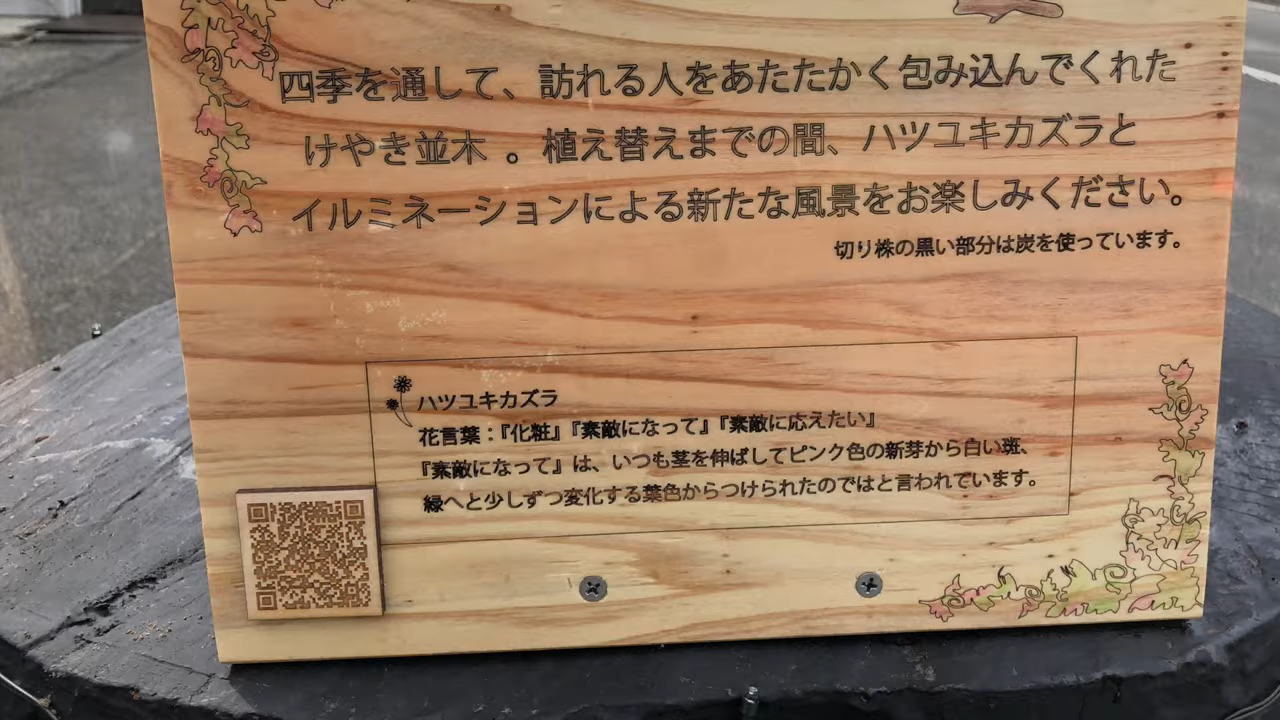 四季を通して、訪れる人をあたたかく包み込んでくれた
けやき並木 。植え替えまでの間、ハツユキカズラと
イルミネーションによる新たな風景をお楽しみください。
切り株の黒い部分は炭を使っています。
ハツユキカズラ
花言葉：『化粧』『素敵になって』『素敵に応えたい』
『素敵になって』は、いつも茎を伸ばしてピンク色の新芽から白い斑、
緑へと少しずつ変化する葉色からつけられたのではと言われています。